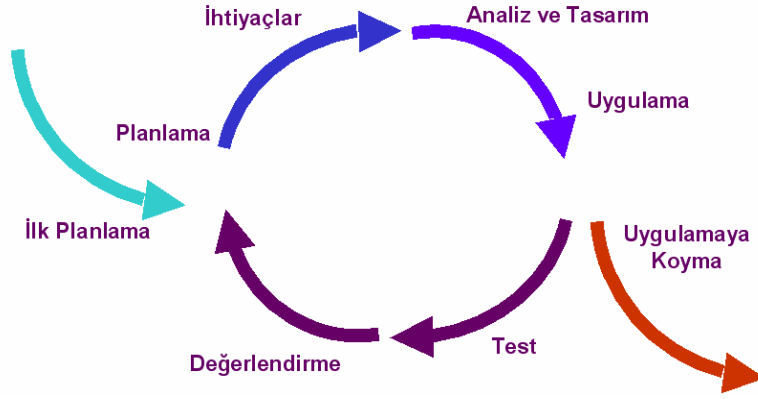 İhtiyaçlar
Analiz ve Tasarım
Uygulama
Planlama
İlk Planlama
Uygulamaya
Koyma
Test
Değerlendirme